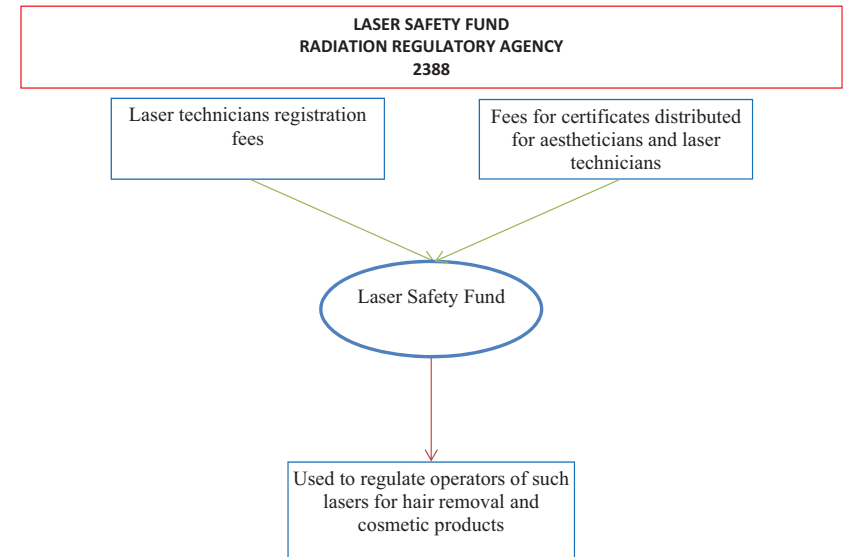 LASER SAFETY FUND
RADIATION REGULATORY AGENCY
2388
Laser technicians registration
fees
Fees for certificates distributed
for aestheticians and laser
technicians
Laser Safety Fund
Used to regulate operators of such
lasers for hair removal and
cosmetic products